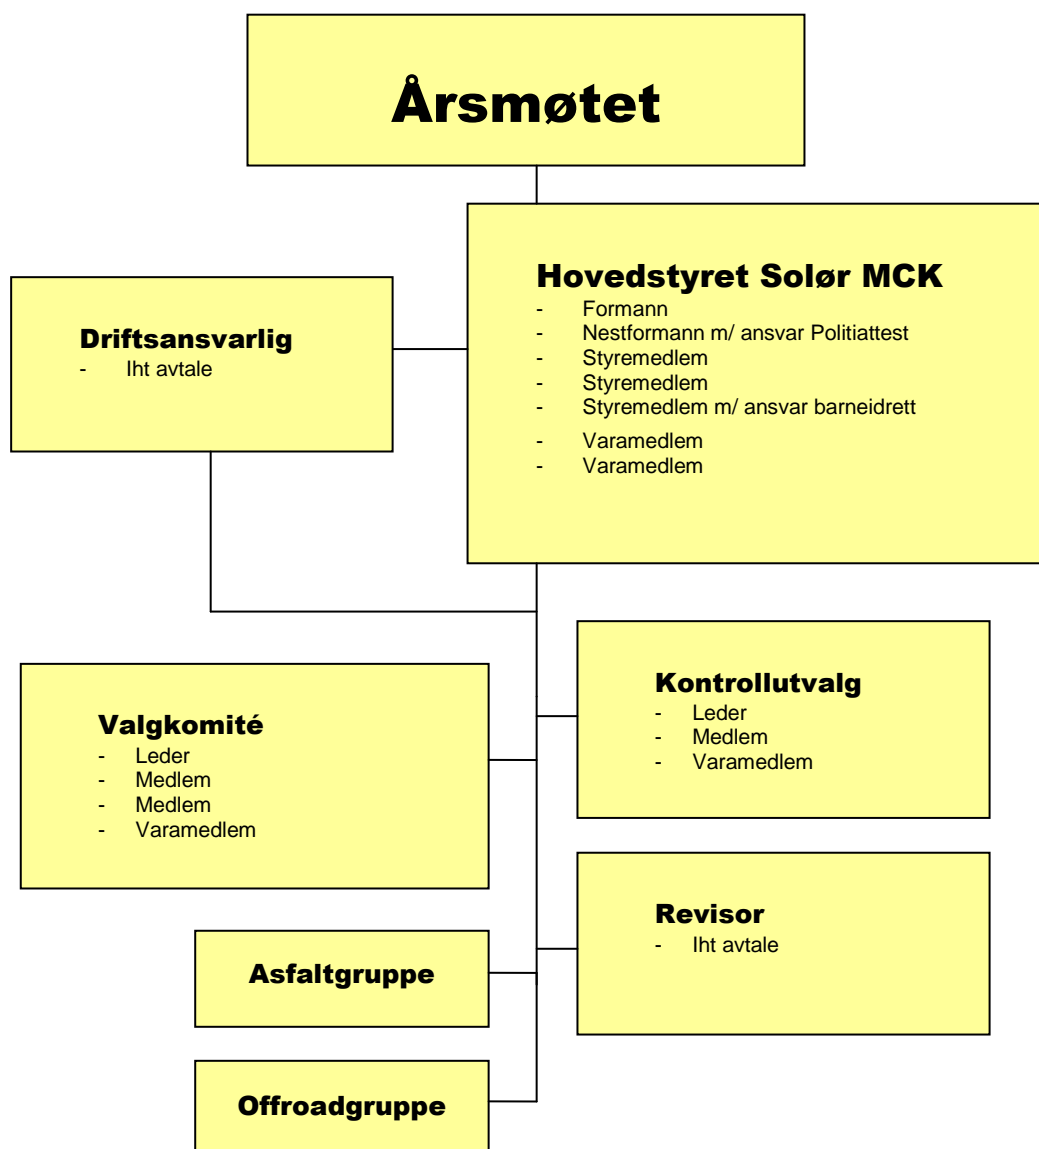 Årsmøtet
Hovedstyret Solør MCK
- Formann
- Nestformann m/ ansvar Politiattest
- Styremedlem
- Styremedlem
- Styremedlem m/ ansvar barneidrett
- Varamedlem
- Varamedlem
Driftsansvarlig
- Iht avtale
Kontrollutvalg
- Leder
- Medlem
- Varamedlem
Valgkomité
- Leder
- Medlem
- Medlem
- Varamedlem
Revisor
- Iht avtale
Asfaltgruppe
Offroadgruppe